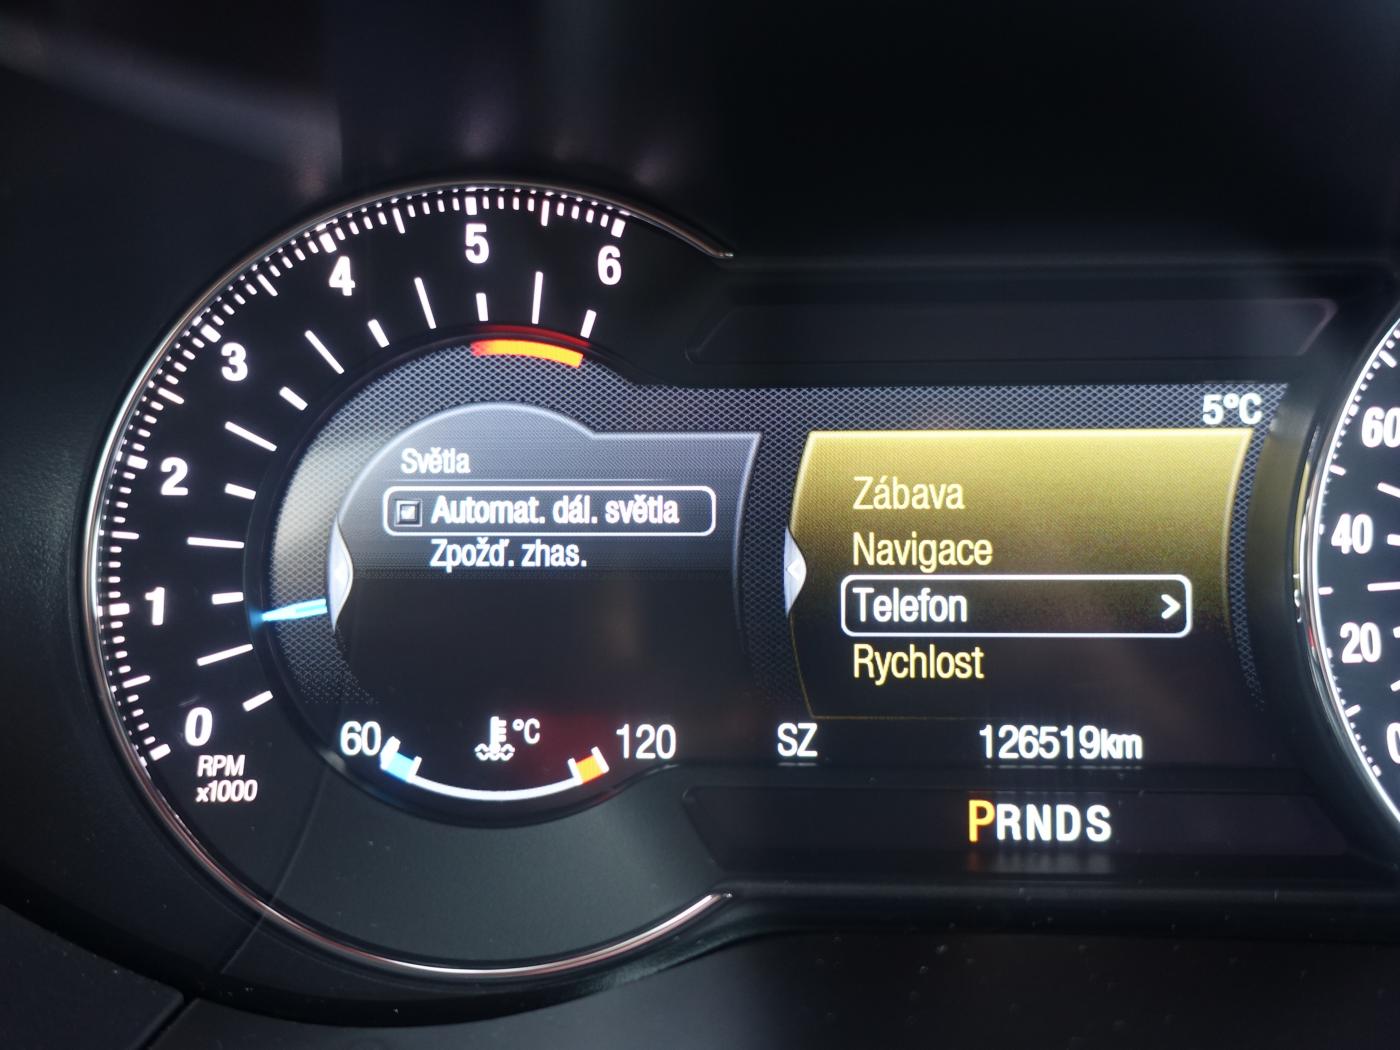 5
4
6
3
2
1
0
RPM
x1000
Světla
Automat. dál. světla
Zpožď. zhas.
60
°C
120
5°C
Zábava
Navigace
Telefon
Rychlost
SZ
126519km
PRNDS
60
40
20
0